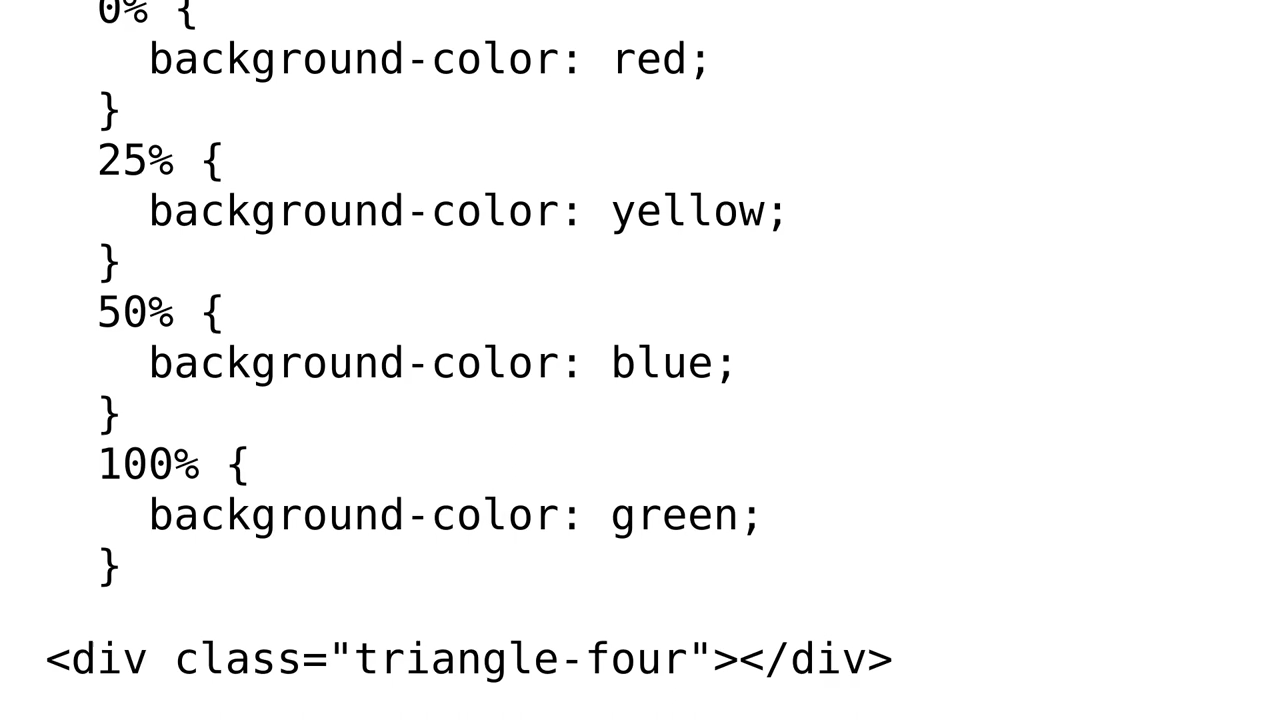 0% {
background-color: red;
}
25% {
background-color: yellow;
}
50% {
background-color: blue;
}
100% {
background-color: green;
}
<div class="triangle-four"></div>